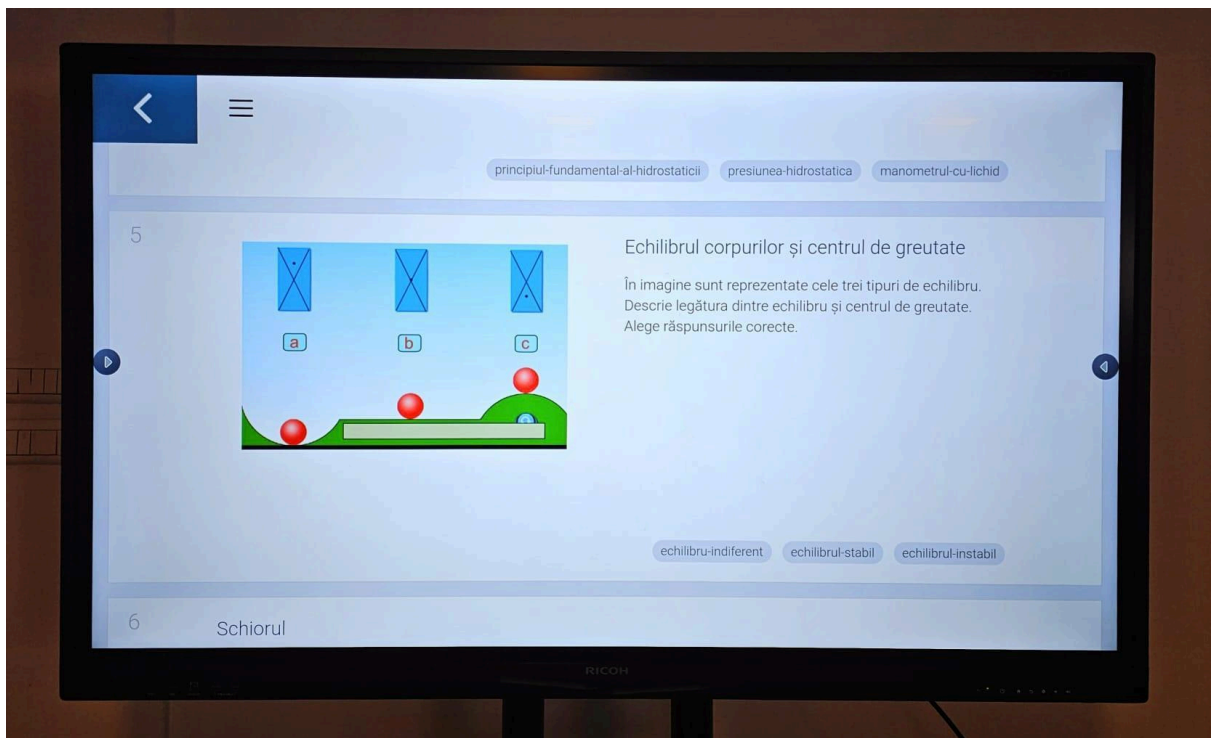 principiul-fundamental-al-hidrostaticii presiunea-hidrostatica manometrul-cu-lichid
5
Echilibrul corpurilor și centrul de greutate
În imagine sunt reprezentate cele trei tipuri de echilibru.
Descrie legătura dintre echilibru și centrul de greutate.
Alege răspunsurile corecte.
a b c
echilibru-indiferent echilibrul-stabil echilibrul-instabil
6
Schiorul
RICOH